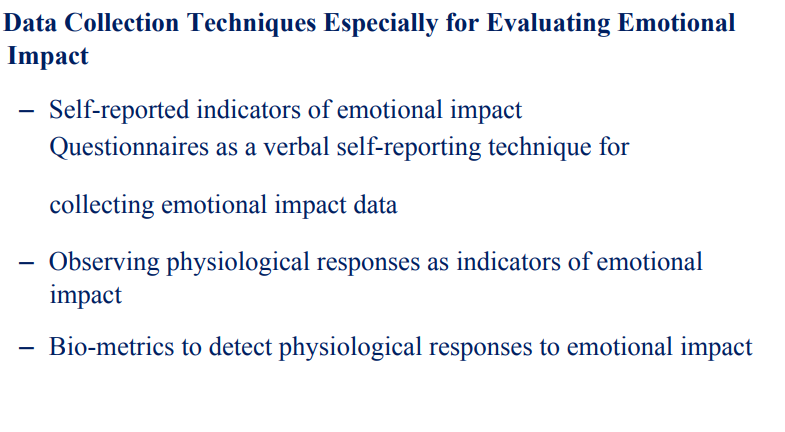 Data Collection Techniques Especially for Evaluating Emotional
Impact
– Self-reported indicators of emotional impact
Questionnaires as a verbal self-reporting technique for
collecting emotional impact data
– Observing physiological responses as indicators of emotional
impact
– Bio-metrics to detect physiological responses to emotional impact